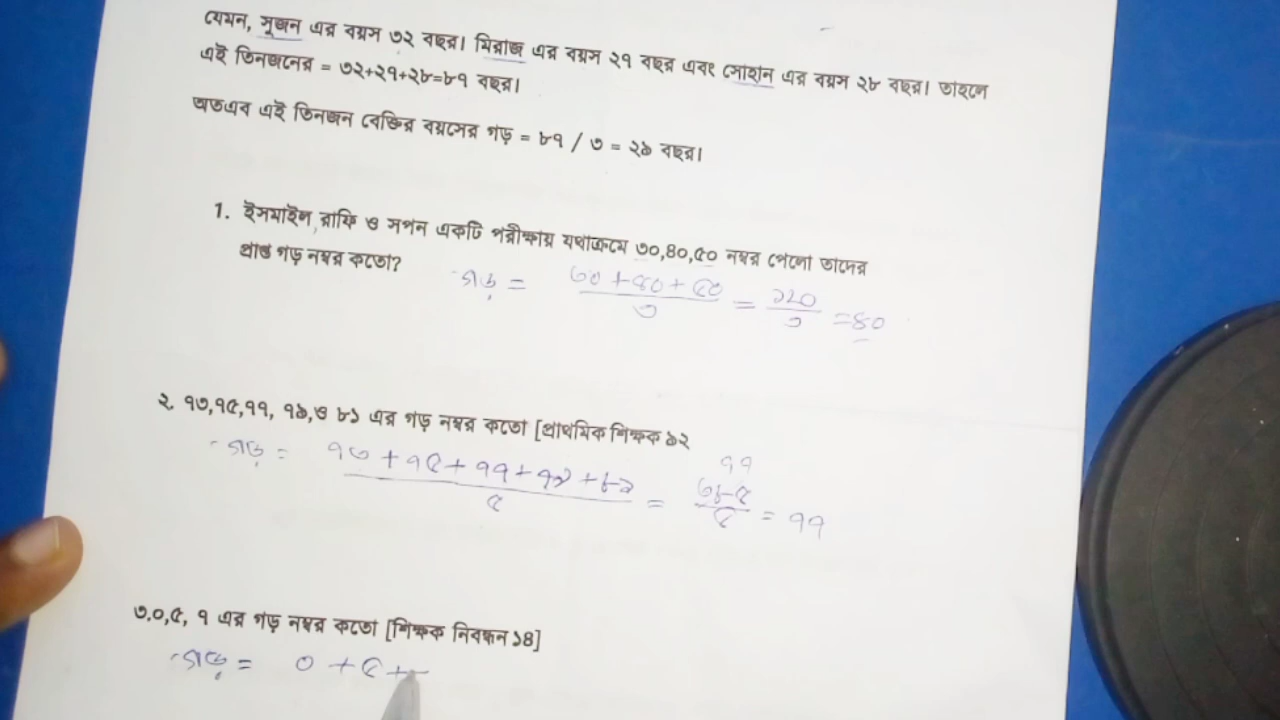 যেমন, সুজন এর বয়স ৩২ বছর। মিরাজ এর বয়স ২৭ বছর এবং সোহান এর বয়স ২৮ বছর। তাহলে
এই তিনজনের = ৩২+২৭+২৮=৮৭ বছর।
অতএব এই তিনজন বেক্তির বয়সের গড় = ৮৭ / ৩ = ২৯ বছর।
1. ইসমাইল, রাফি ও সপন একটি পরীক্ষায় যথাক্রমে ৩০,৪০,৫০ নম্বর পেলো তাদের
প্রাপ্ত গড় নম্বর কতো?
গড় = ৩০ + ৪০ + ৫০ / ৩ = ১২০ / ৩ = ৪০
২. ৭৩,৭৫,৭৭, ৭৯,ও ৮১ এর গড় নম্বর কতো [প্রাথমিক শিক্ষক ৯২
গড় = ৭৩ + ৭৫ + ৭৭ + ৭৯ + ৮১ / ৫ = ৩৮৫ / ৫ = ৭৭
৭৭
৩.০,৫, ৭ এর গড় নম্বর কতো [শিক্ষক নিবন্ধন ১৪]
গড় = ০ + ৫ +